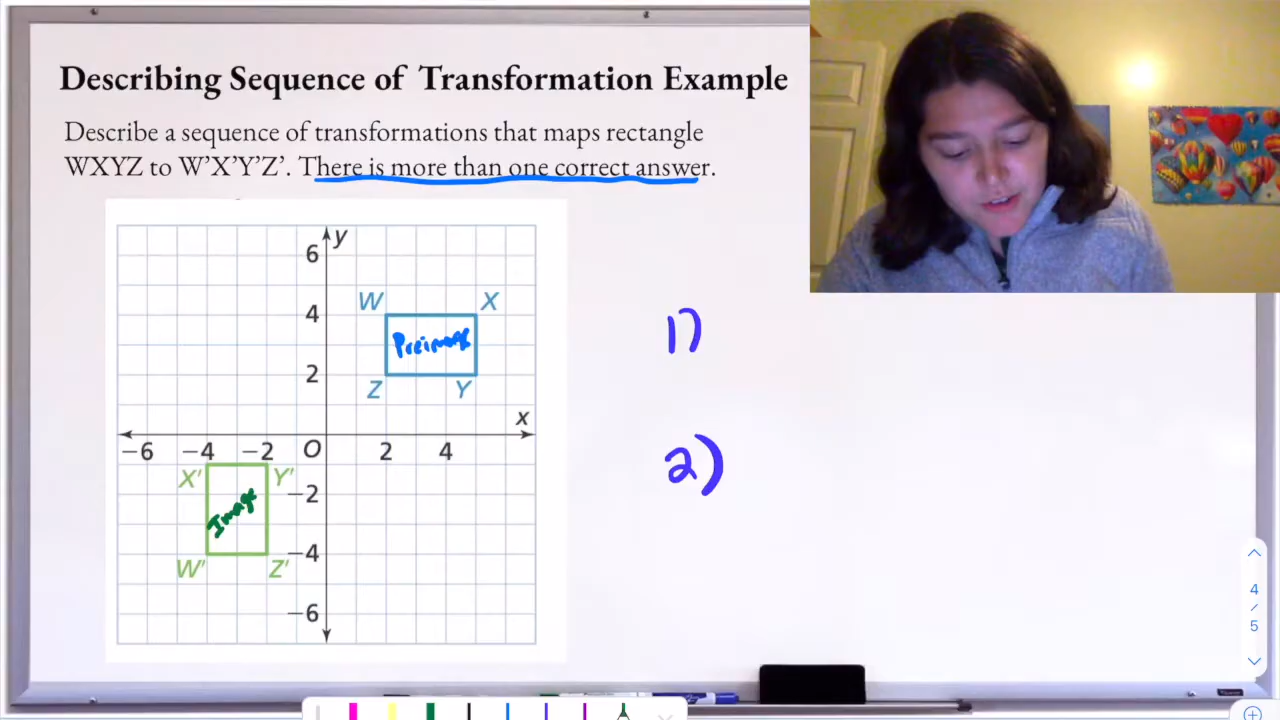 Describing Sequence of Transformation Example
Describe a sequence of transformations that maps rectangle
WXYZ to W’X’Y’Z’. There is more than one correct answer.
y
6
W X
4
Preimage
2
Z Y
x
−6 −4 −2 O 2 4
X' Y'
−2
Image
−4
W' Z'
−6
1)
2)
4
/
5